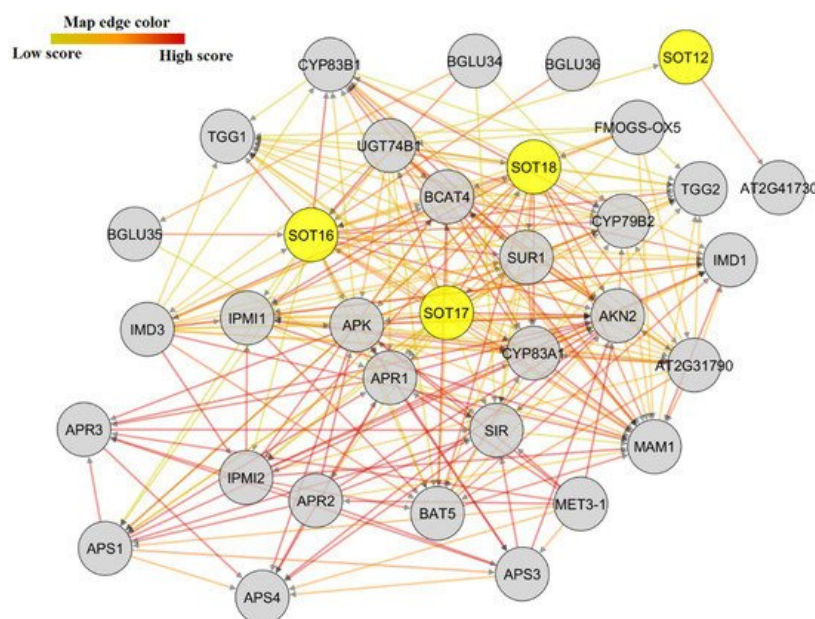 Map edge color
Low score High score
CYP83B1
BGLU34
BGLU36
SOT12
TGG1
UGT74B1
FMOGS-OX5
SOT18
AT2G41730
BCAT4
TGG2
BGLU35
SOT16
CYP79B2
SUR1
IMD1
IMD3
IPMI1
APK
SOT17
AKN2
CYP83A1
AT2G31790
APR1
APR3
SIR
MAM1
IPMI2
APR2
BAT5
MET3-1
APS1
APS4
APS3